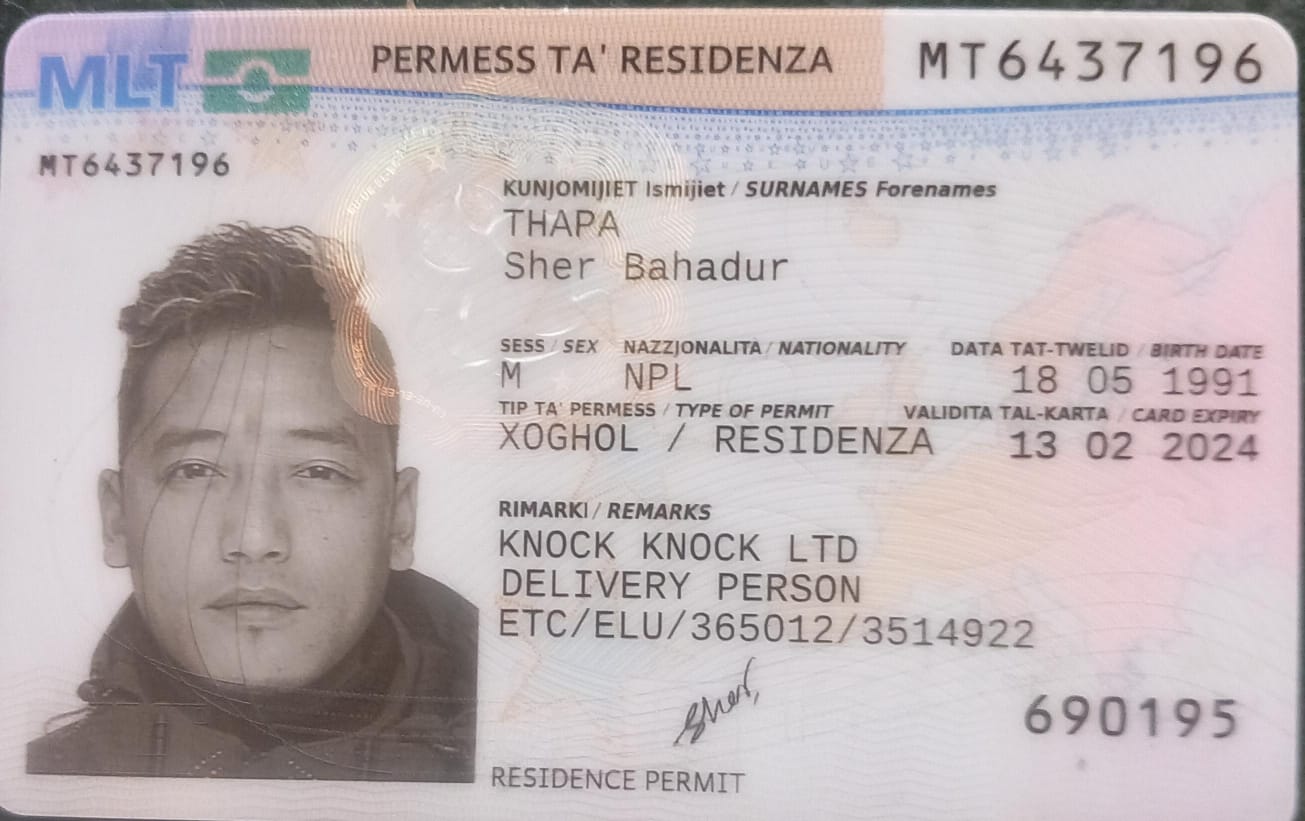 MLT PERMESS TA' RESIDENZA MT6437196
MT6437196
KUNJOMIJIET Ismijiet / SURNAMES Forenames
THAPA
Sher Bahadur
SESS / SEX NAZZJONALITA / NATIONALITY DATA TAT-TWELID / BIRTH DATE
M NPL 18 05 1991
TIP TA' PERMESS / TYPE OF PERMIT VALIDITA TAL-KARTA / CARD EXPIRY
XOGHOL / RESIDENZA 13 02 2024
RIMARKI / REMARKS
KNOCK KNOCK LTD
DELIVERY PERSON
ETC/ELU/365012/3514922
Sher
690195
RESIDENCE PERMIT